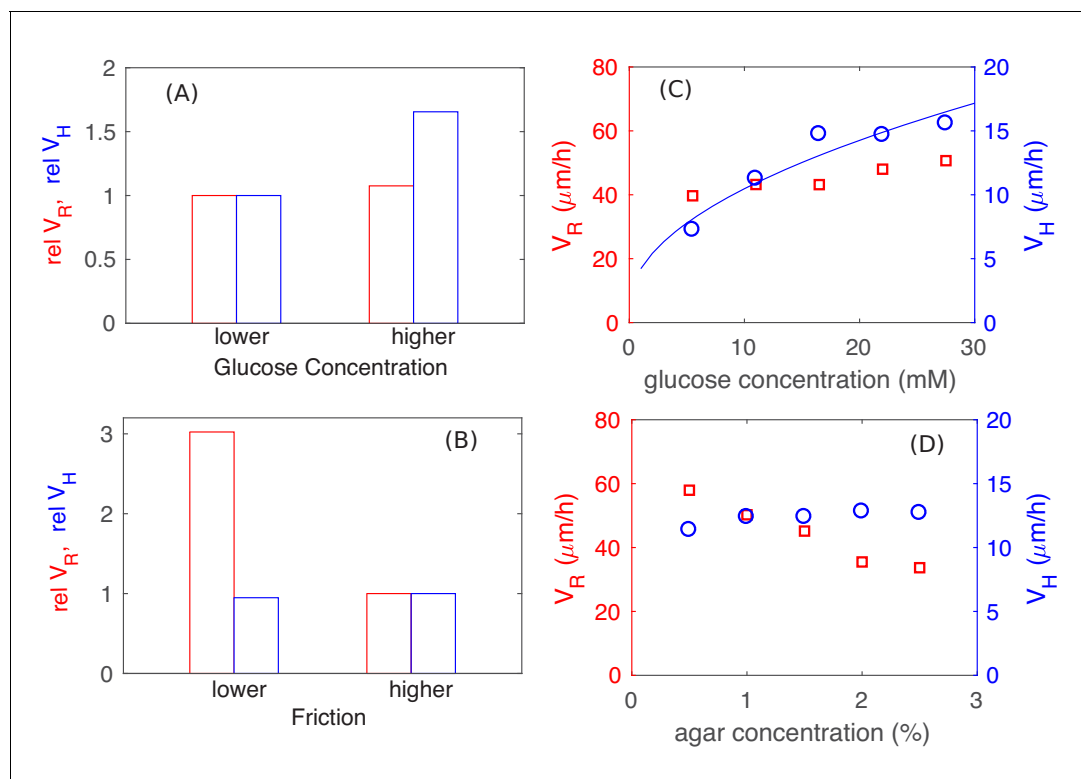 (A)
2
1.5
1
0.5
0
rel V_R, rel V_H
lower higher
Glucose Concentration
(C)
80
60
40
20
0
V_R (μm/h)
20
15
10
5
0
V_H (μm/h)
0 10 20 30
glucose concentration (mM)
(B)
3
2
1
0
rel V_R, rel V_H
lower higher
Friction
(D)
80
60
40
20
0
V_R (μm/h)
20
15
10
5
0
V_H (μm/h)
0 1 2 3
agar concentration (%)